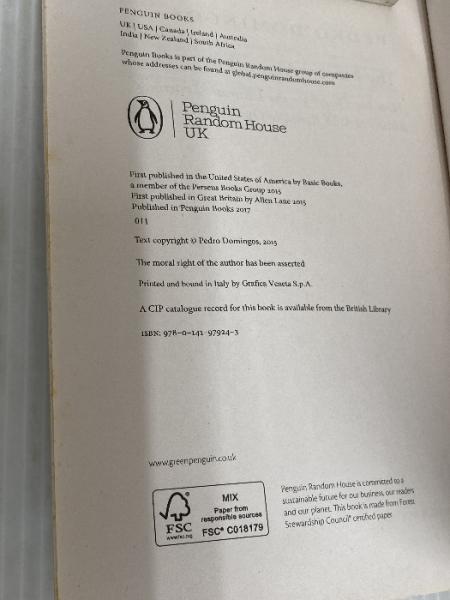 PENGUIN BOOKS
UK | USA | Canada | Ireland | Australia
India | New Zealand | South Africa
Penguin Books is part of the Penguin Random House group of companies
whose addresses can be found at global.penguinrandomhouse.com
Penguin
Random House
UK
First published in the United States of America by Basic Books,
a member of the Perseus Books Group 2015
First published in Great Britain by Allen Lane 2015
Published in Penguin Books 2017
011
Text copyright © Pedro Domingos, 2015
The moral right of the author has been asserted
Printed and bound in Italy by Grafica Veneta S.p.A.
A CIP catalogue record for this book is available from the British Library
ISBN: 978-0-141-97924-3
www.greenpenguin.co.uk
FSC
www.fsc.org
MIX
Paper from
responsible sources
FSC® C018179
Penguin Random House is committed to a
sustainable future for our business, our readers
and our planet. This book is made from Forest
Stewardship Council® certified paper.